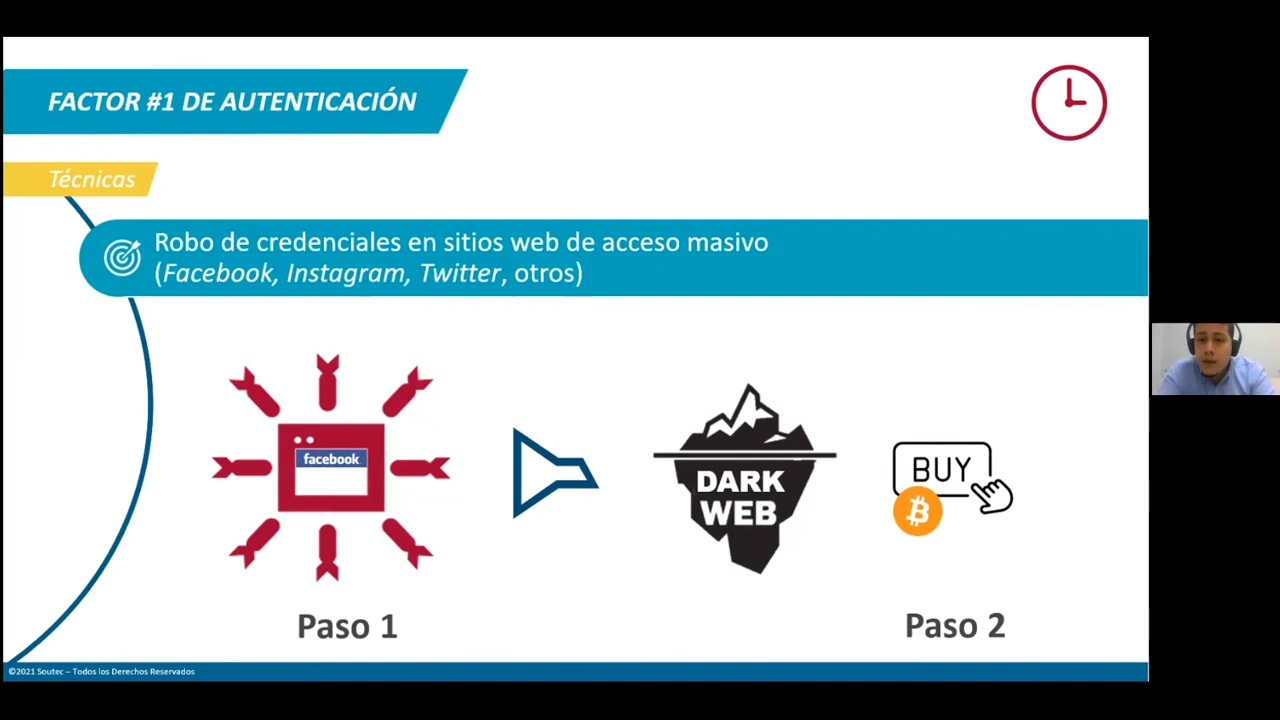 FACTOR #1 DE AUTENTICACIÓN
Técnicas
Robo de credenciales en sitios web de acceso masivo
(Facebook, Instagram, Twitter, otros)
facebook
DARK
WEB
BUY
Paso 1
Paso 2
©2021 Soutec – Todos los Derechos Reservados